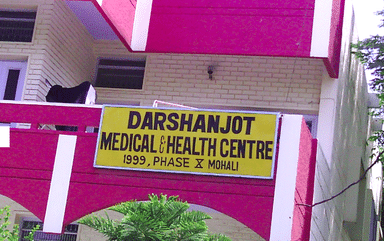 DARSHANJOT
MEDICAL & HEALTH CENTRE
1999, PHASE X MOHALI